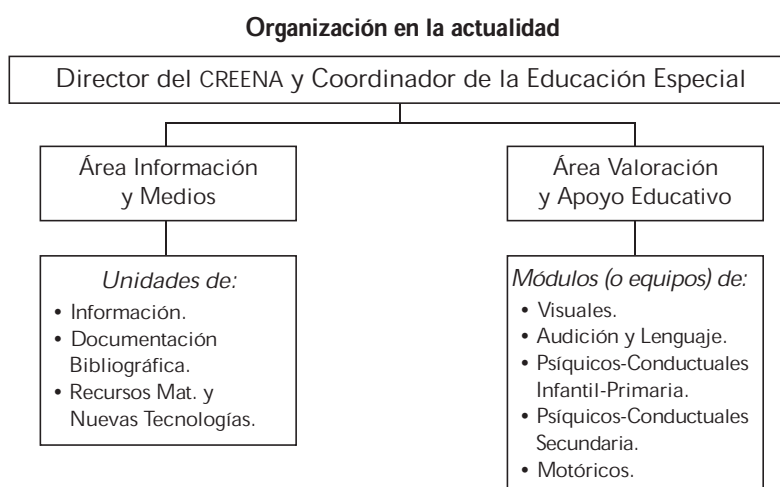 Organización en la actualidad
Director del CREENA y Coordinador de la Educación Especial
Área Información
y Medios
Área Valoración
y Apoyo Educativo
Unidades de:
• Información.
• Documentación
Bibliográfica.
• Recursos Mat. y
Nuevas Tecnologías.
Módulos (o equipos) de:
• Visuales.
• Audición y Lenguaje.
• Psíquicos-Conductuales
Infantil-Primaria.
• Psíquicos-Conductuales
Secundaria.
• Motóricos.